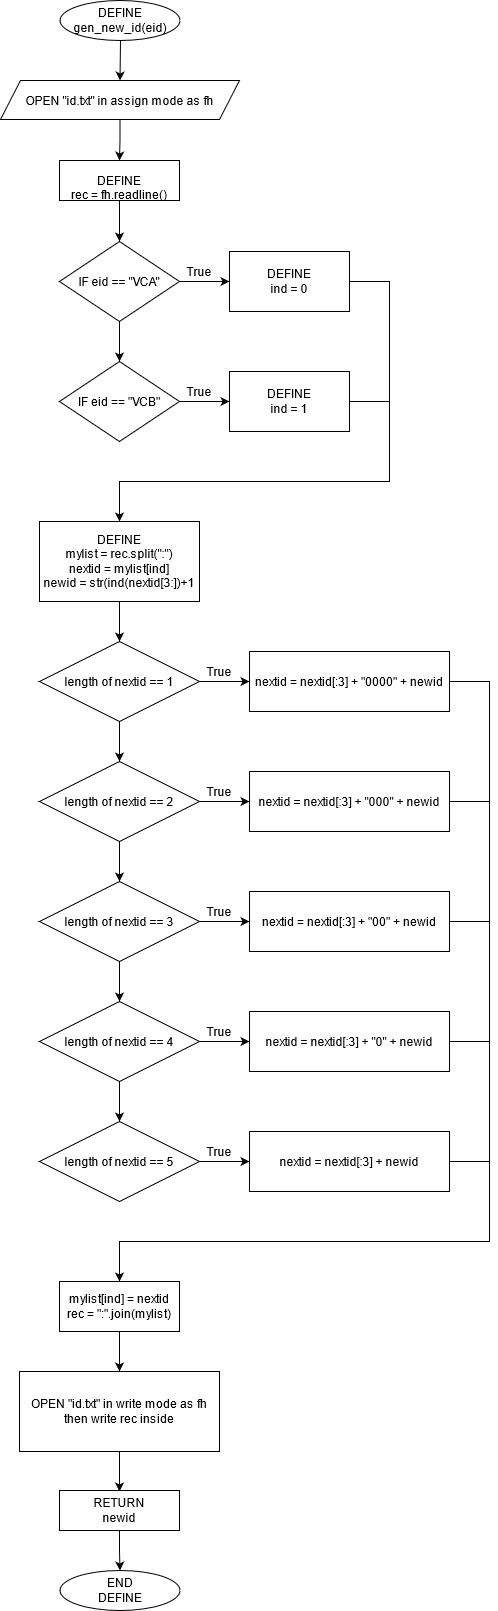 DEFINE
gen_new_id(eid)
OPEN "id.txt" in assign mode as fh
DEFINE
rec = fh.readline()
IF eid == "VCA"
True
DEFINE
ind = 0
IF eid == "VCB"
True
DEFINE
ind = 1
DEFINE
mylist = rec.split(":")
nextid = mylist[ind]
newid = str(ind(nextid[3:])+1
length of nextid == 1
True
nextid = nextid[:3] + "0000" + newid
length of nextid == 2
True
nextid = nextid[:3] + "000" + newid
length of nextid == 3
True
nextid = nextid[:3] + "00" + newid
length of nextid == 4
True
nextid = nextid[:3] + "0" + newid
length of nextid == 5
True
nextid = nextid[:3] + newid
mylist[ind] = nextid
rec = ":".join(mylist)
OPEN "id.txt" in write mode as fh
then write rec inside
RETURN
newid
END
DEFINE